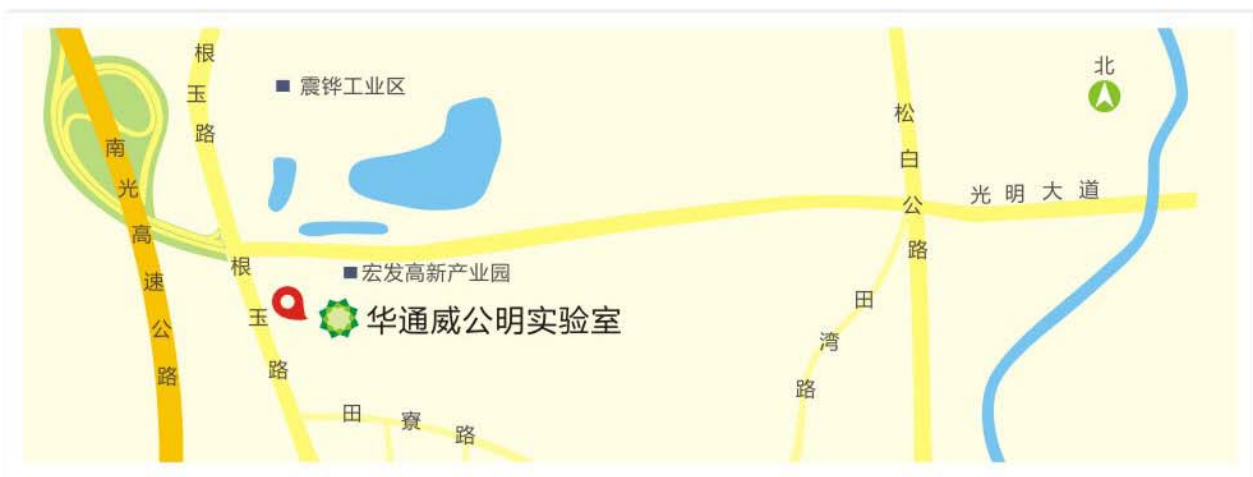 南光高速公路
根玉路
震铧工业区
松白公路
北
光明大道
根玉路
宏发高新产业园
华通威公明实验室
田湾路
田寮路